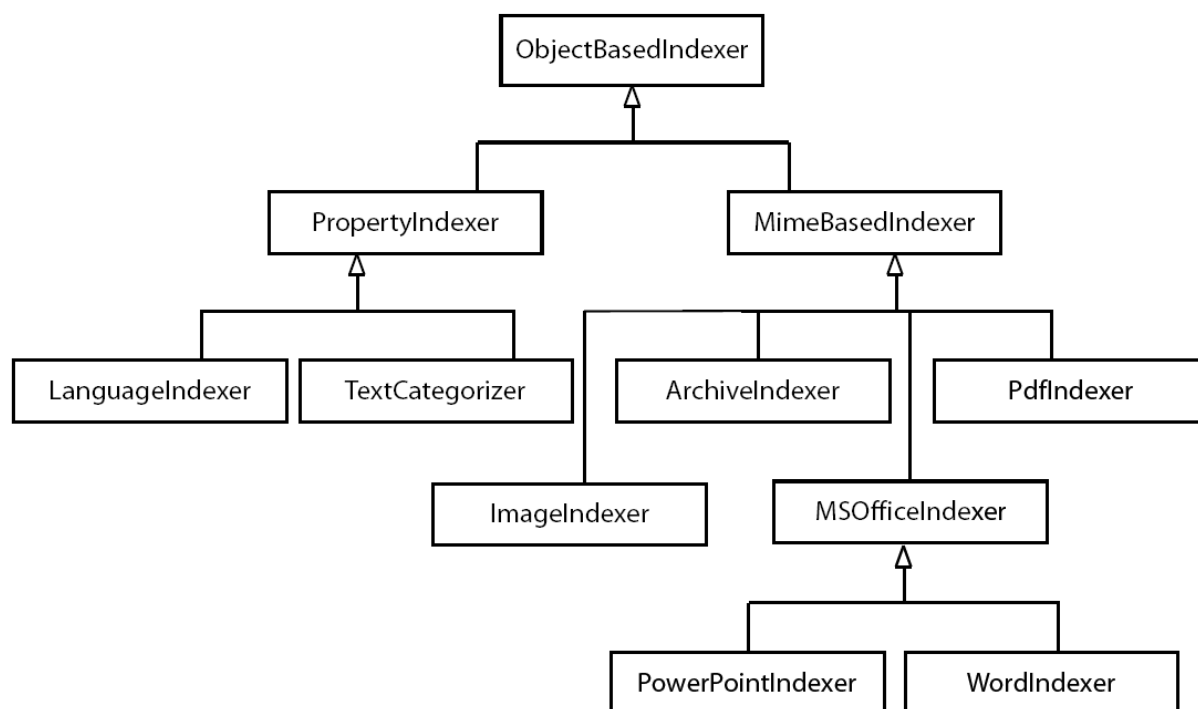 ObjectBasedIndexer
PropertyIndexer
MimeBasedIndexer
LanguageIndexer
TextCategorizer
ArchiveIndexer
PdfIndexer
ImageIndexer
MSOfficeIndexer
PowerPointIndexer
WordIndexer